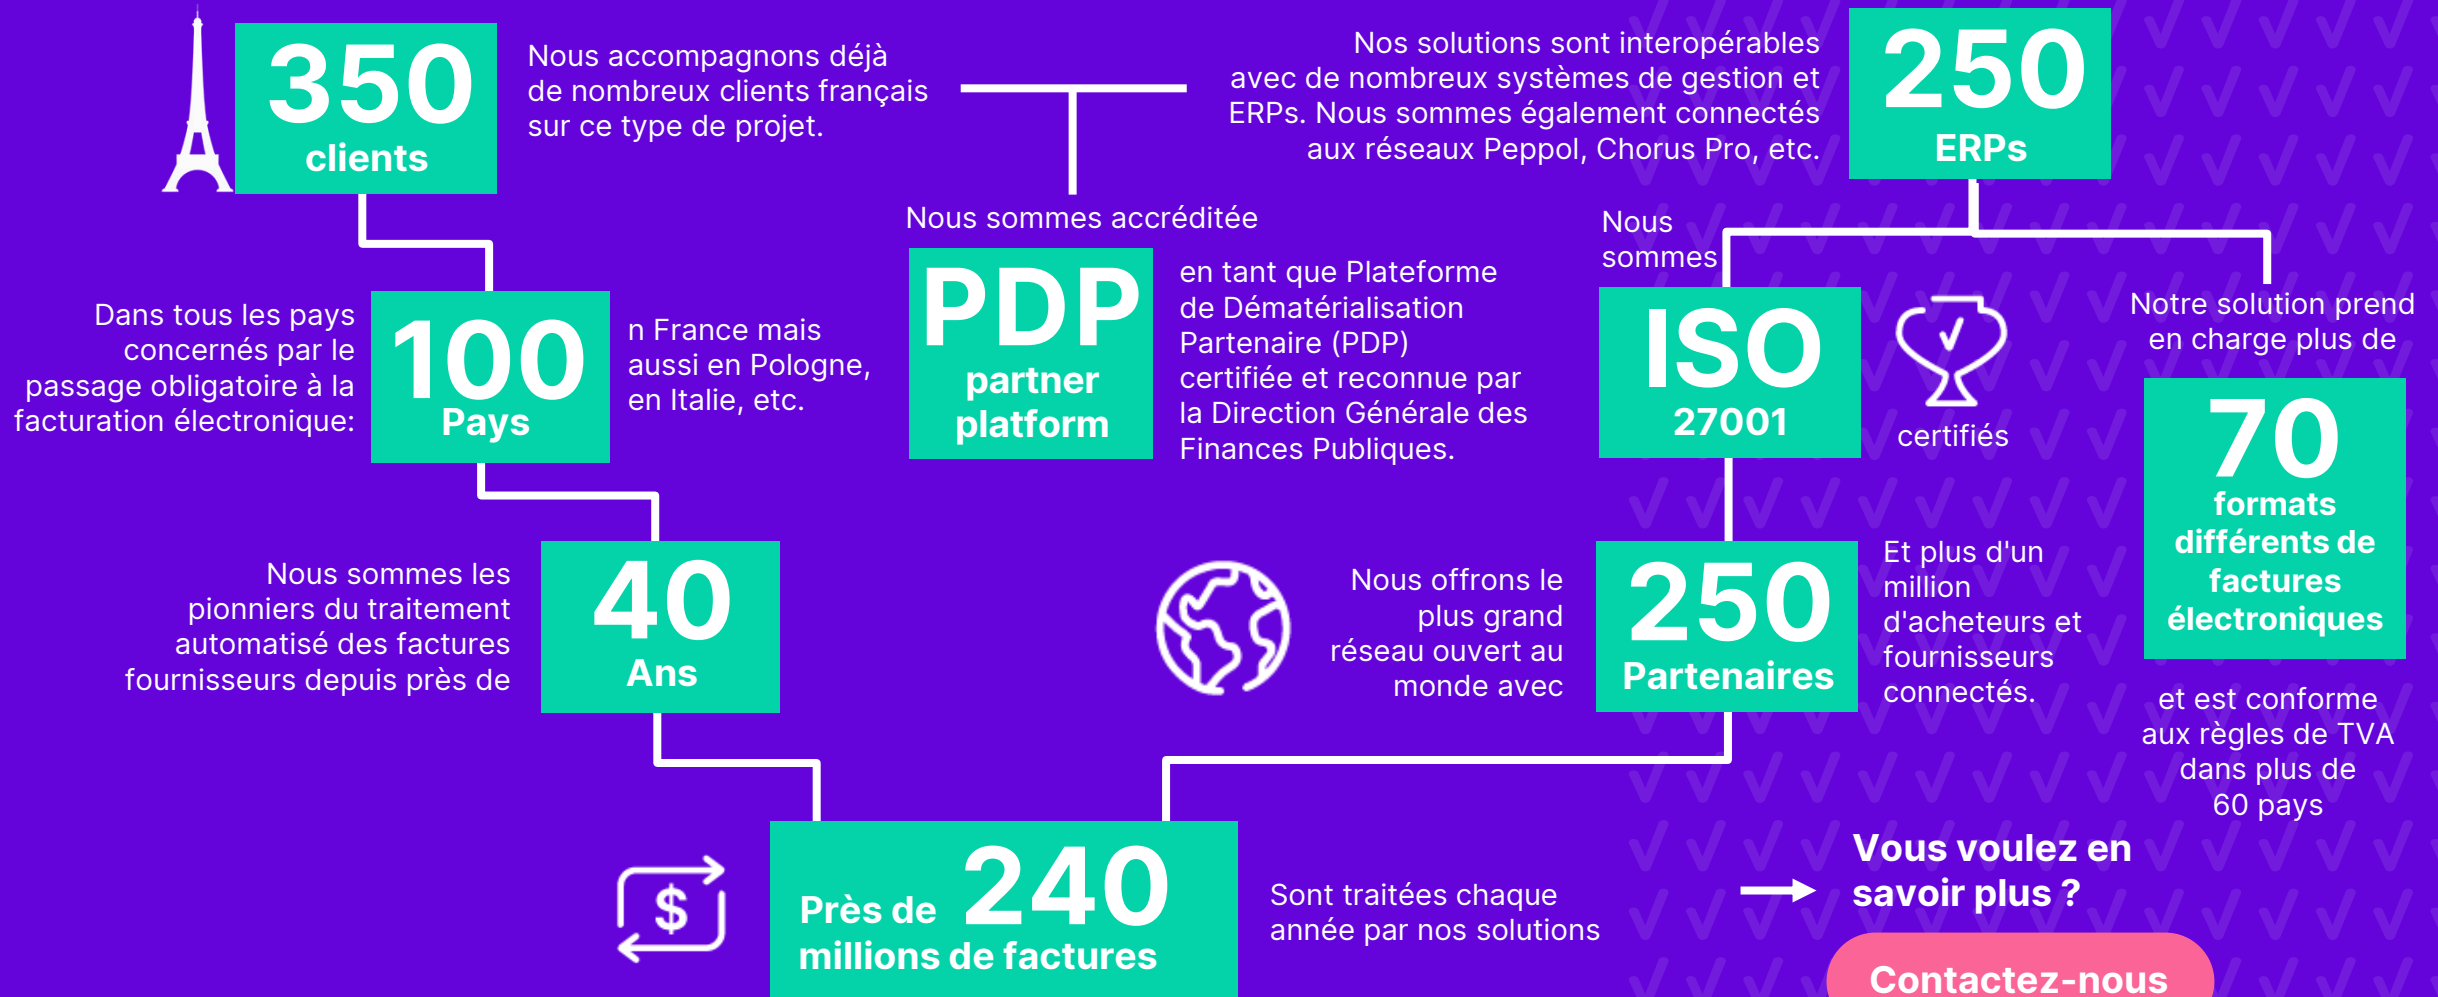 350
clients
Nous accompagnons déjà
de nombreux clients français
sur ce type de projet.
Nos solutions sont interopérables
avec de nombreux systèmes de gestion et
ERPs. Nous sommes également connectés
aux réseaux Peppol, Chorus Pro, etc.
250
ERPs
Dans tous les pays
concernés par le
passage obligatoire à la
facturation électronique:
100
Pays
n France mais
aussi en Pologne,
en Italie, etc.
Nous sommes accréditée
PDP
partner
platform
en tant que Plateforme
de Dématérialisation
Partenaire (PDP)
certifiée et reconnue par
la Direction Générale des
Finances Publiques.
Nous
sommes
ISO
27001
certifiés
Notre solution prend
en charge plus de
70
formats
différents de
factures
électroniques
et est conforme
aux règles de TVA
dans plus de
60 pays
Nous sommes les
pionniers du traitement
automatisé des factures
fournisseurs depuis près de
40
Ans
Nous offrons le
plus grand
réseau ouvert au
monde avec
250
Partenaires
Et plus d'un
million
d'acheteurs et
fournisseurs
connectés.
$
Près de 240
millions de factures
Sont traitées chaque
année par nos solutions
Vous voulez en
savoir plus ?
Contactez-nous